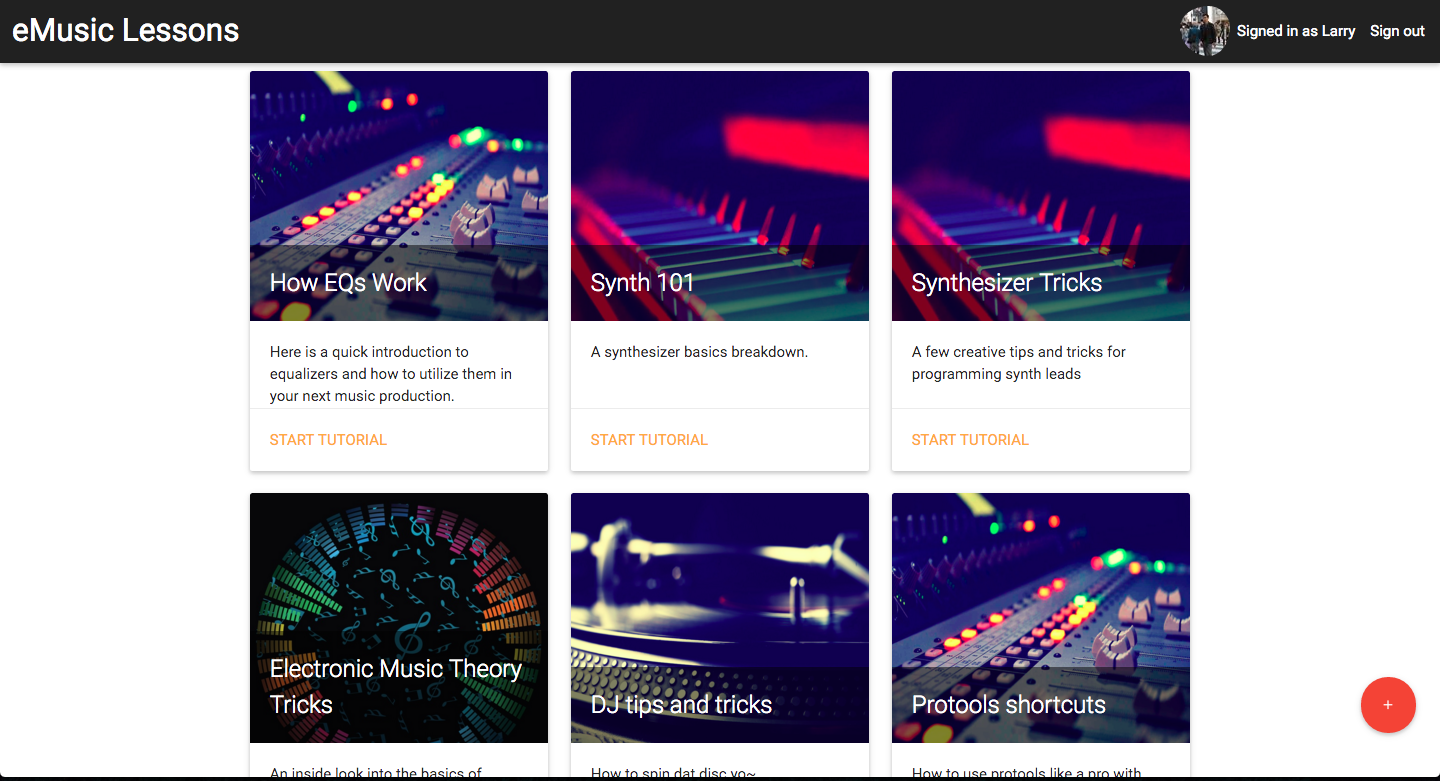 eMusic Lessons
Signed in as Larry
Sign out
How EQs Work
Here is a quick introduction to
equalizers and how to utilize them in
your next music production.
START TUTORIAL
Synth 101
A synthesizer basics breakdown.
START TUTORIAL
Synthesizer Tricks
A few creative tips and tricks for
programming synth leads
START TUTORIAL
Electronic Music Theory
Tricks
An inside look into the basics of
DJ tips and tricks
How to spin dat disc yo~
Protools shortcuts
How to use protools like a pro with
+